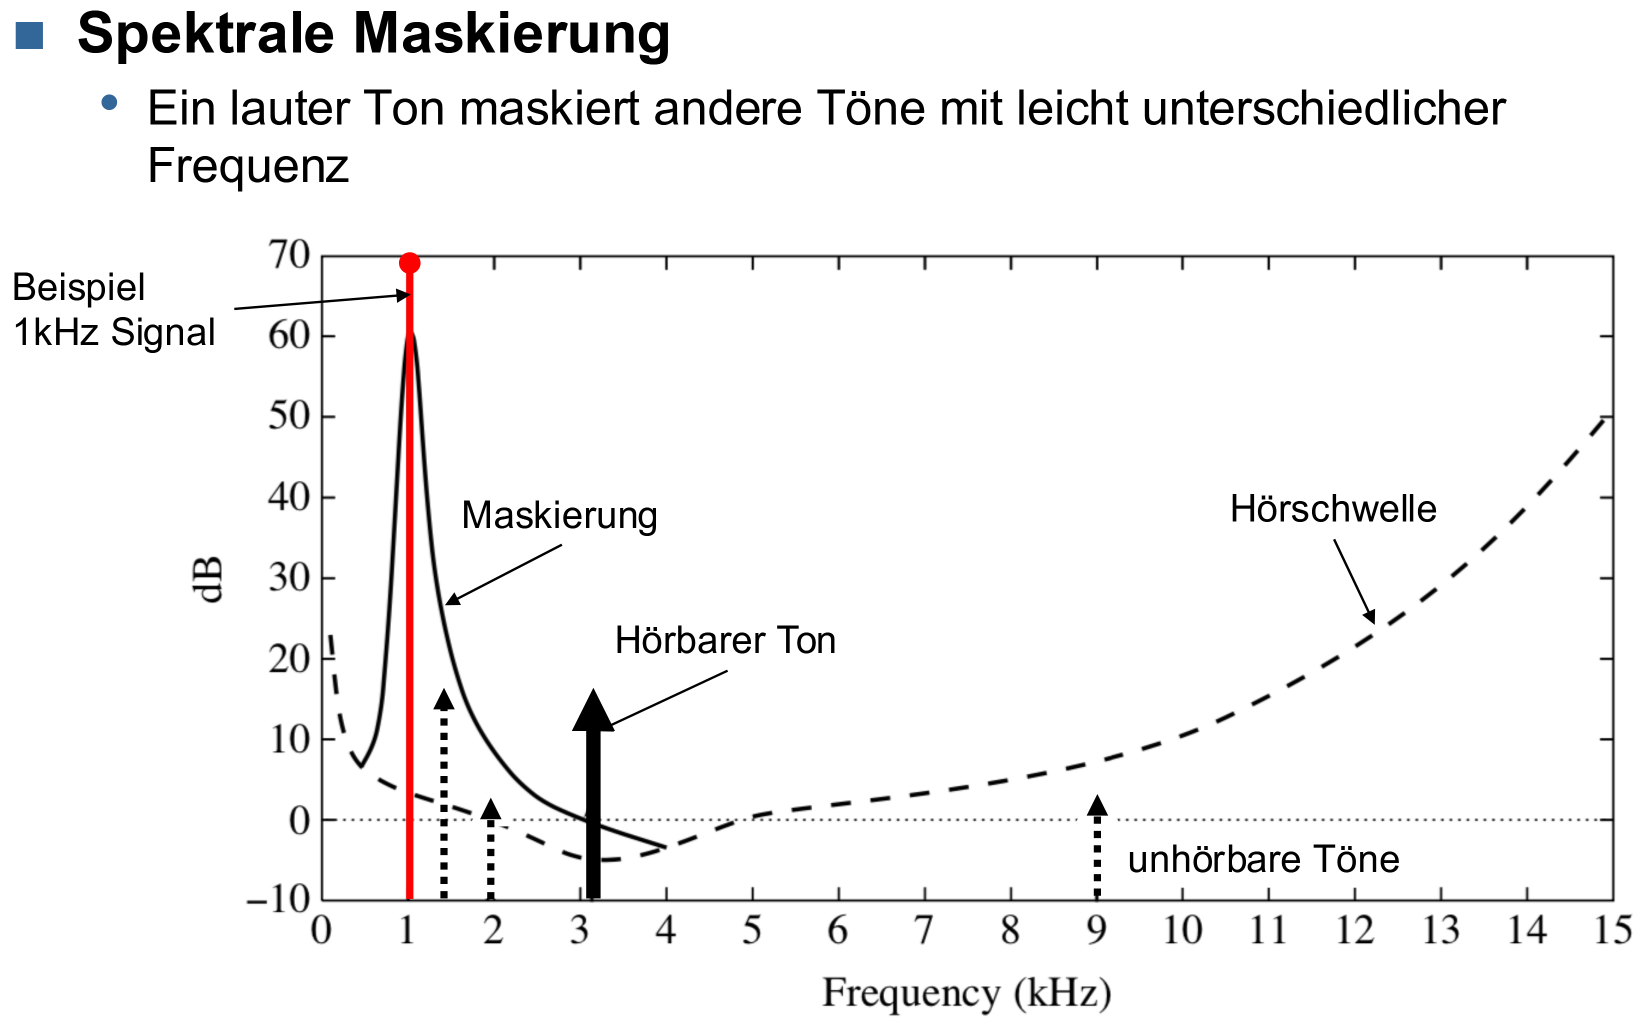 Spektrale Maskierung
Ein lauter Ton maskiert andere Töne mit leicht unterschiedlicher
Frequenz
Beispiel
1kHz Signal
70
60
50
40
30
20
10
0
−10
dB
Maskierung
Hörschwelle
Hörbarer Ton
unhörbare Töne
0 1 2 3 4 5 6 7 8 9 10 11 12 13 14 15
Frequency (kHz)